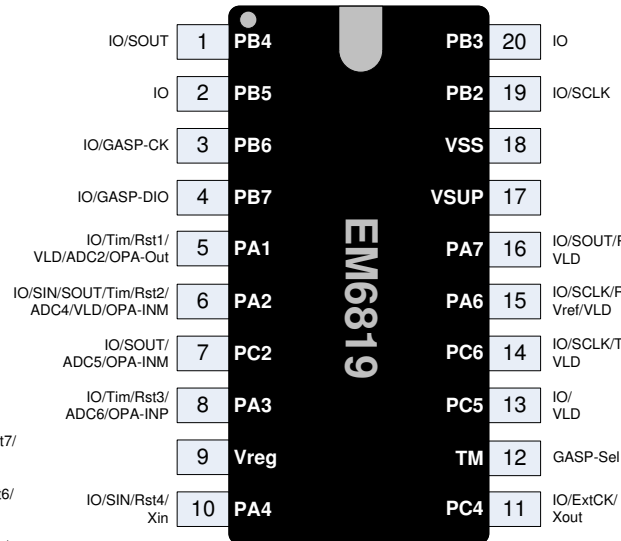 IO/SOUT 1 PB4 PB3 20 IO
IO 2 PB5 PB2 19 IO/SCLK
IO/GASP-CK 3 PB6 VSS 18
IO/GASP-DIO 4 PB7 VSUP 17
IO/Tim/Rst1/
VLD/ADC2/OPA-Out 5 PA1 PA7 16 IO/SOUT/
VLD
IO/SIN/SOUT/Tim/Rst2/
ADC4/VLD/OPA-INM 6 PA2 PA6 15 IO/SCLK/
Vref/VLD
IO/SOUT/
ADC5/OPA-INM 7 PC2 PC6 14 IO/SCLK/
VLD
IO/Tim/Rst3/
ADC6/OPA-INP 8 PA3 PC5 13 IO/
VLD
9 Vreg TM 12 GASP-Sel
IO/SIN/Rst4/
Xin 10 PA4 PC4 11 IO/ExtCK/
Xout
EM6819
t7/